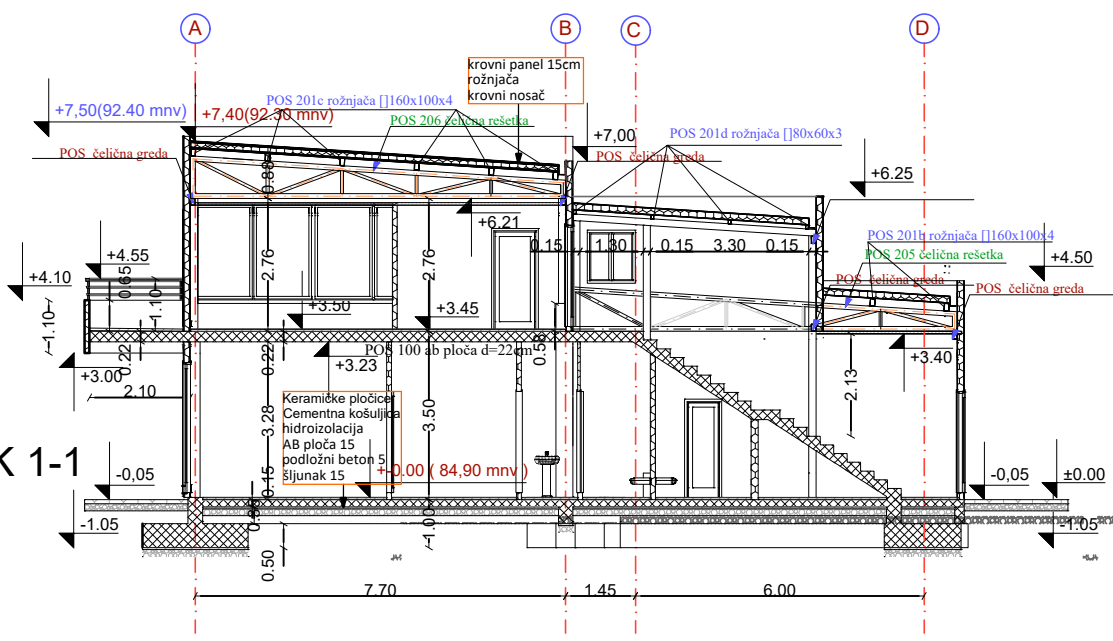 A
B
C
D
krovni panel 15cm
rožnjača
krovni nosač
+7,50(92.40 mnv)
POS 201c rožnjača []160x100x4
+7,40(92.30 mnv)
POS 206 čelična rešetka
+7,00
POS 201d rožnjača []80x60x3
POS čelična greda
POS čelična greda
+6.25
0.88
+6.21
0.15
1.30
0.15
3.30
0.15
POS 201b rožnjača []160x100x4
POS 205 čelična rešetka
+4.50
+4.55
+4.10
0.65
1.10
2.76
2.76
POS čelična greda
POS čelična greda
+3.50
+3.45
1.10
0.22
0.22
POS 100 ab ploča d=22cm
0.58
+3.40
+3.00
+3.23
2.10
2.13
Keramičke pločice
Cementna košuljica
hidroizolacija
AB ploča 15
podložni beton 5
šljunak 15
3.28
3.50
K 1-1
-0,05
0.15
+-0.00 ( 84,90 mnv )
-0,05
±0.00
-1.05
1.00
-1.05
0.50
7.70
1.45
6.00